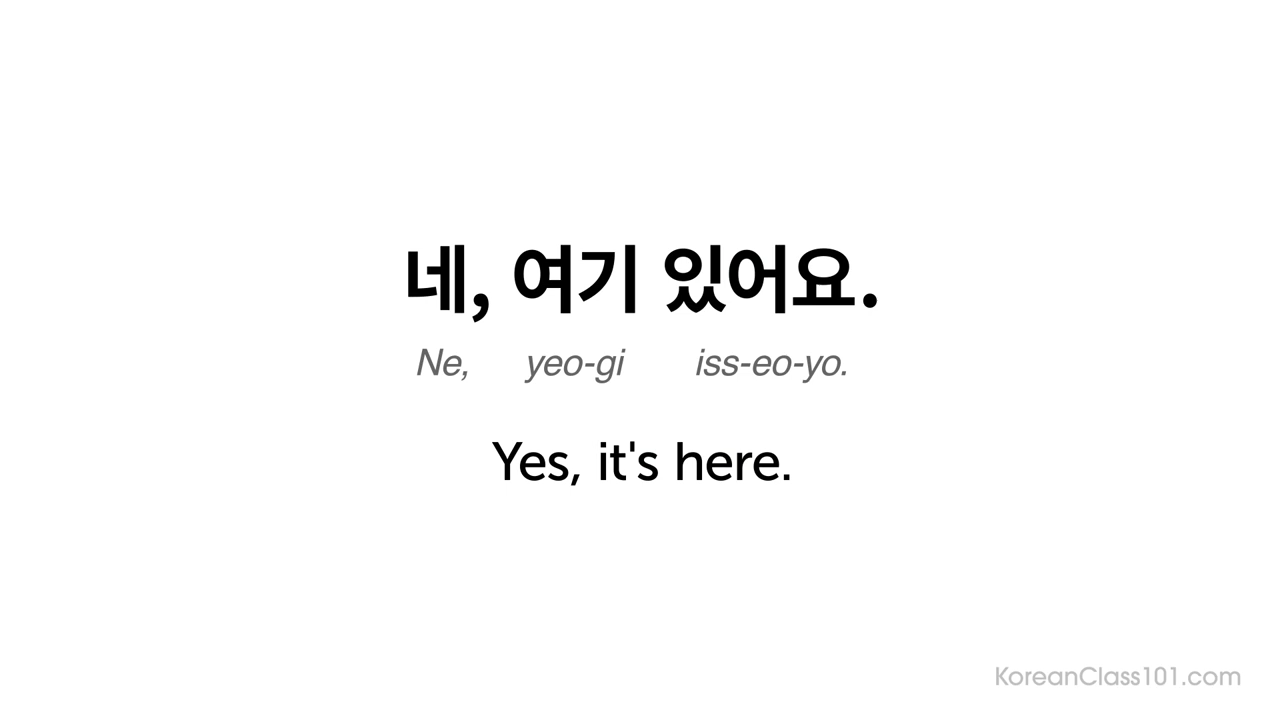 네, 여기 있어요.
Ne, yeo-gi iss-eo-yo.
Yes, it's here.
KoreanClass101.com